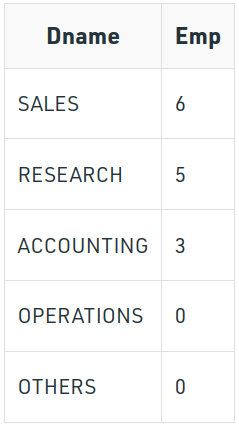 Dname Emp
SALES 6
RESEARCH 5
ACCOUNTING 3
OPERATIONS 0
OTHERS 0